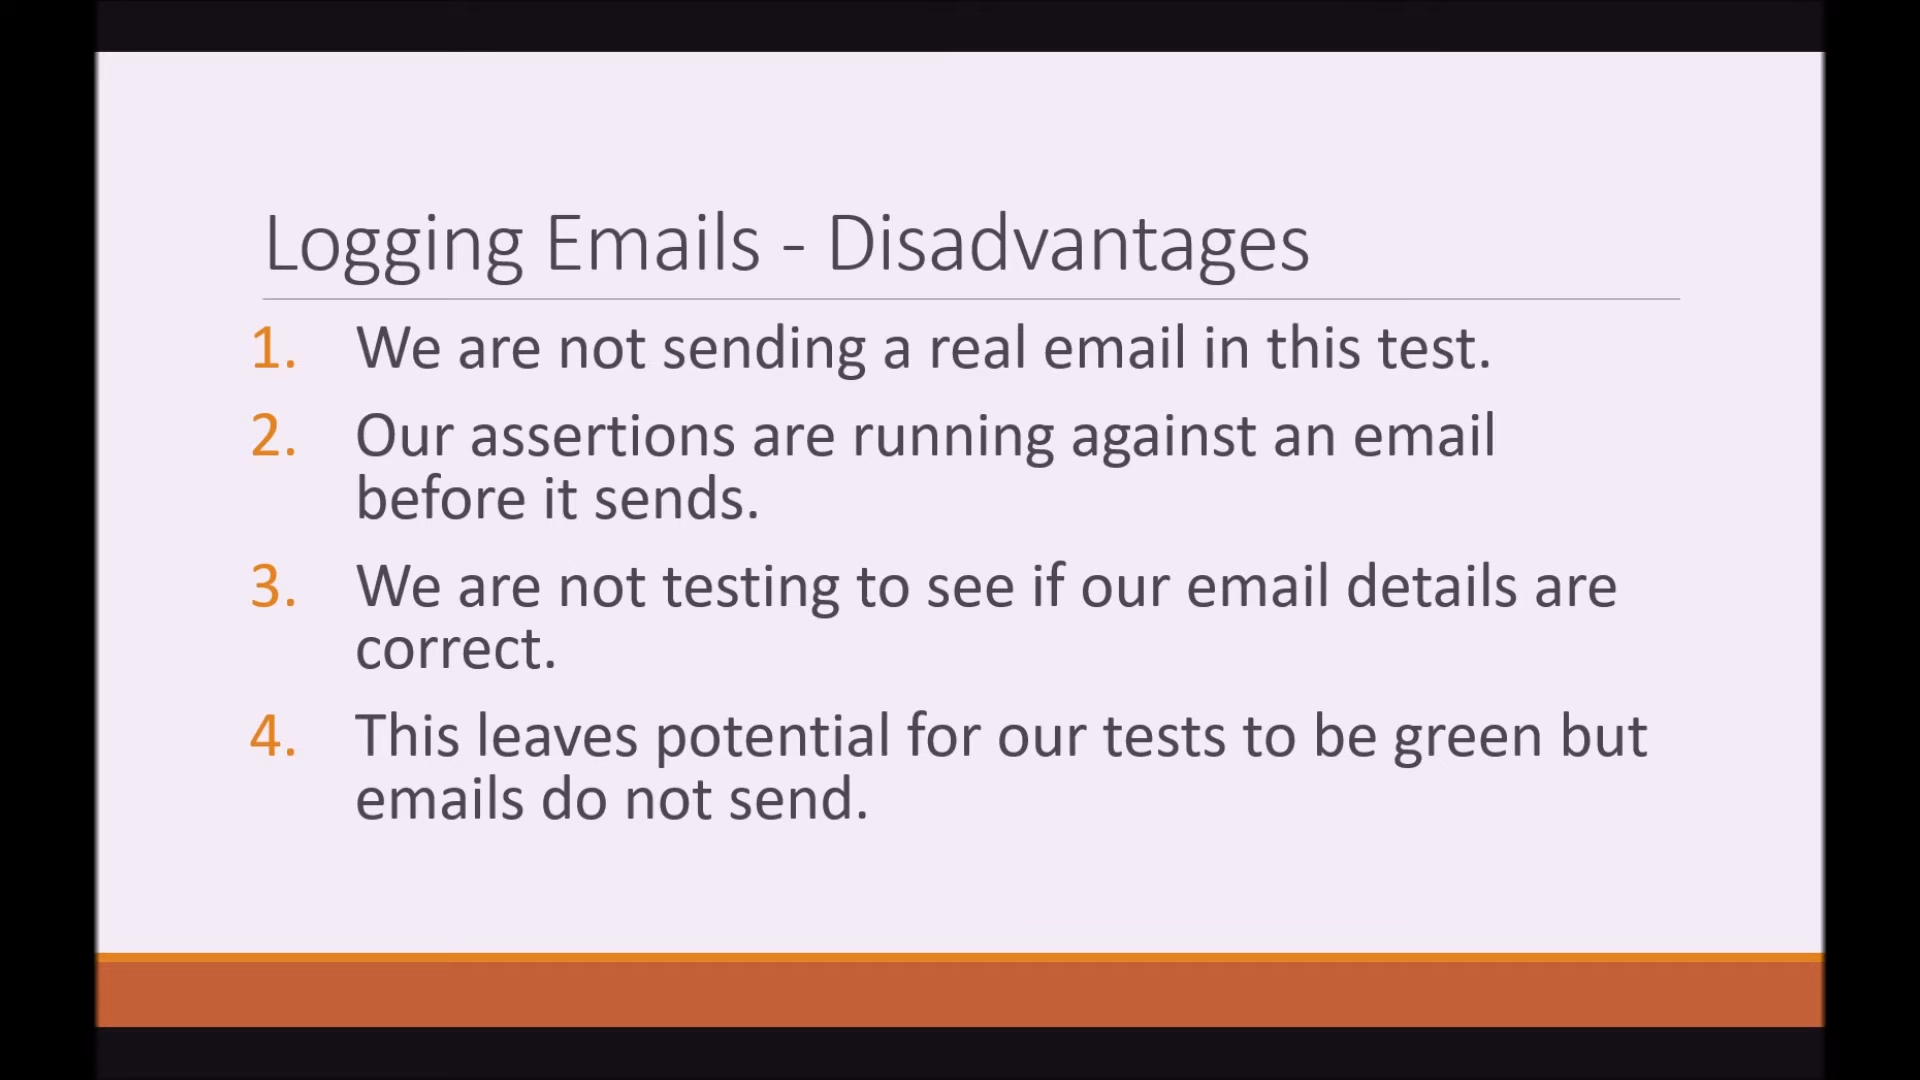 Logging Emails - Disadvantages
1. We are not sending a real email in this test.
2. Our assertions are running against an email
before it sends.
3. We are not testing to see if our email details are
correct.
4. This leaves potential for our tests to be green but
emails do not send.